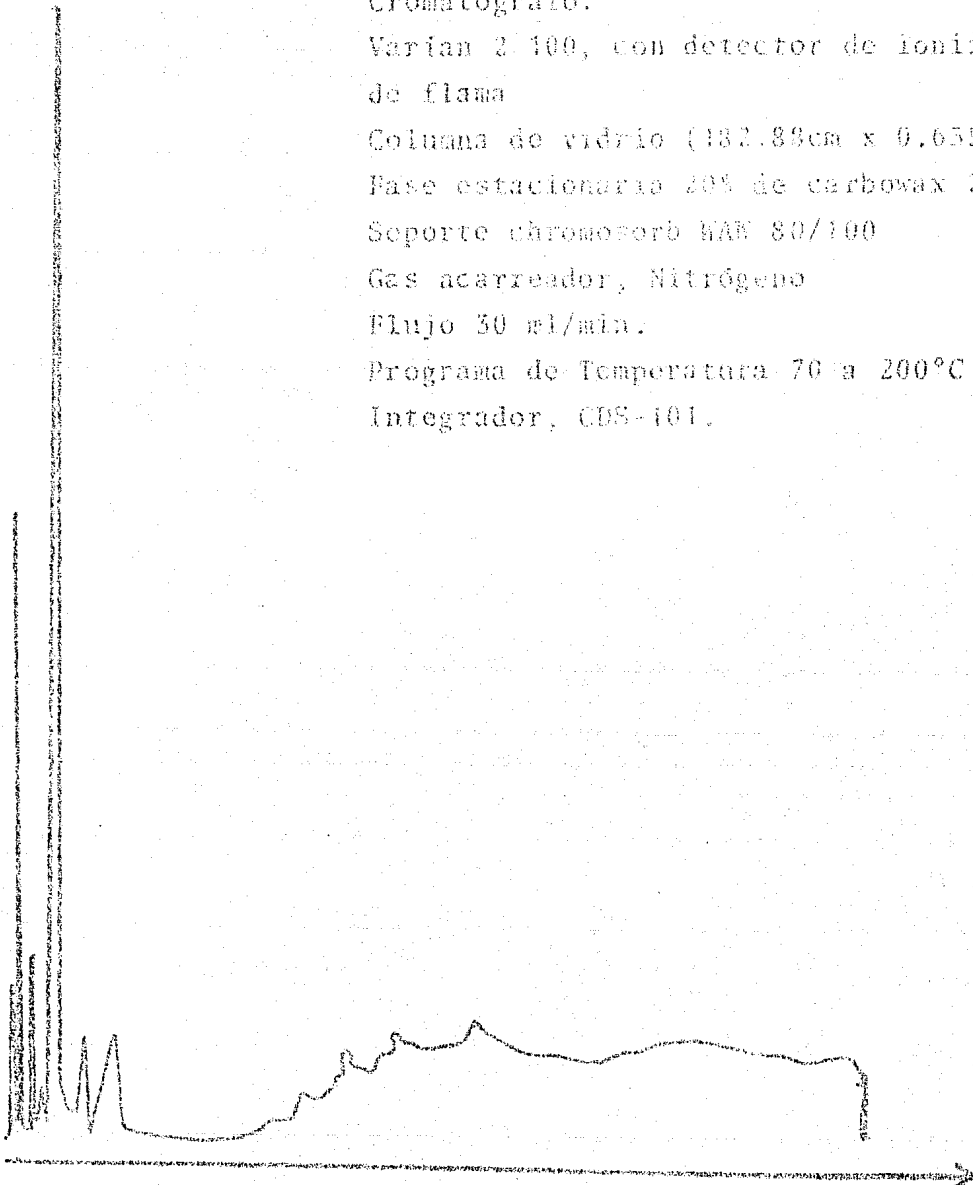 Cromatógrafo.
Varian 2 100, con detector de ioni
de flama
Columna de vidrio (182.88cm x 0.635
Fase estacionaria 20% de carbowax 2
Soporte chromosorb WAW 80/100
Gas acarreador, Nitrógeno
Flujo 30 ml/min.
Programa de Temperatura 70 a 200°C
Integrador, CDS-101.